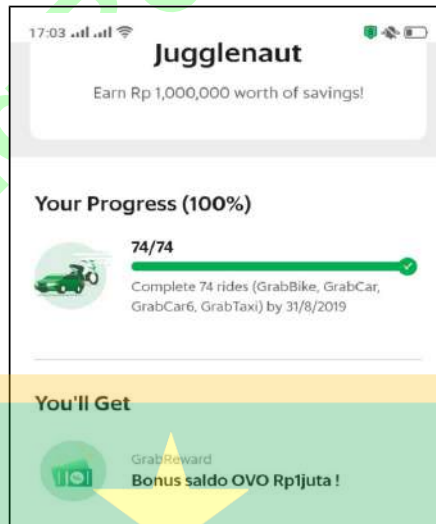 17:03
Jugglenaut
Earn Rp 1,000,000 worth of savings!
Your Progress (100%)
74/74
Complete 74 rides (GrabBike, GrabCar,
GrabCar6, GrabTaxi) by 31/8/2019
You'll Get
GrabReward
Bonus saldo OVO Rp1juta !